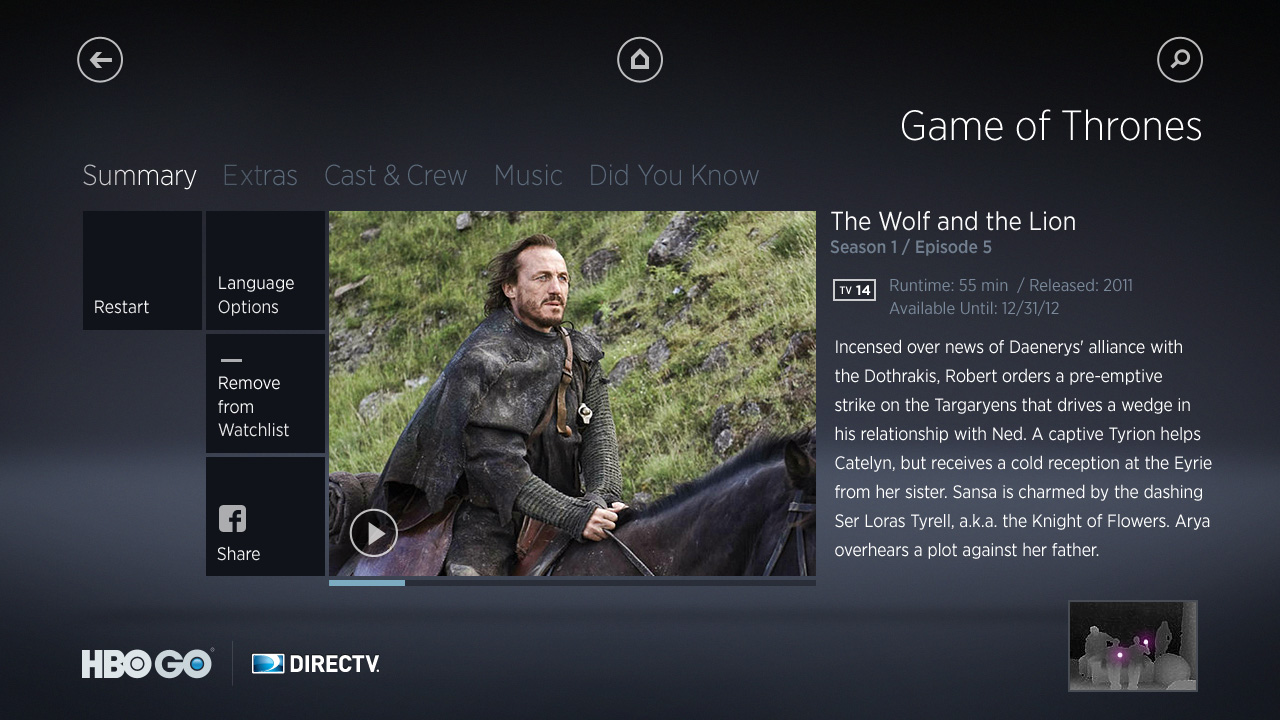 Game of Thrones
Summary Extras Cast & Crew Music Did You Know
Restart
Language
Options
Remove
from
Watchlist
Share
The Wolf and the Lion
Season 1 / Episode 5
TV 14
Runtime: 55 min / Released: 2011
Available Until: 12/31/12
Incensed over news of Daenerys' alliance with
the Dothrakis, Robert orders a pre-emptive
strike on the Targaryens that drives a wedge in
his relationship with Ned. A captive Tyrion helps
Catelyn, but receives a cold reception at the Eyrie
from her sister. Sansa is charmed by the dashing
Ser Loras Tyrell, a.k.a. the Knight of Flowers. Arya
overhears a plot against her father.
HBO GO® DIRECTV.